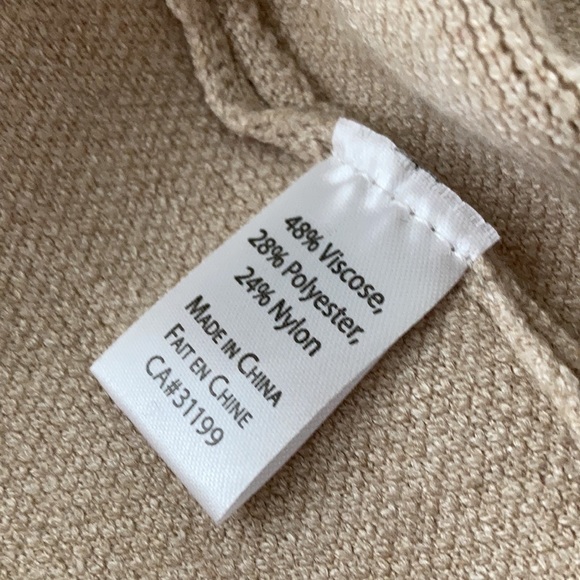 48% Viscose,
28% Polyester,
24% Nylon
Made in China
Fait en Chine
CA#31199